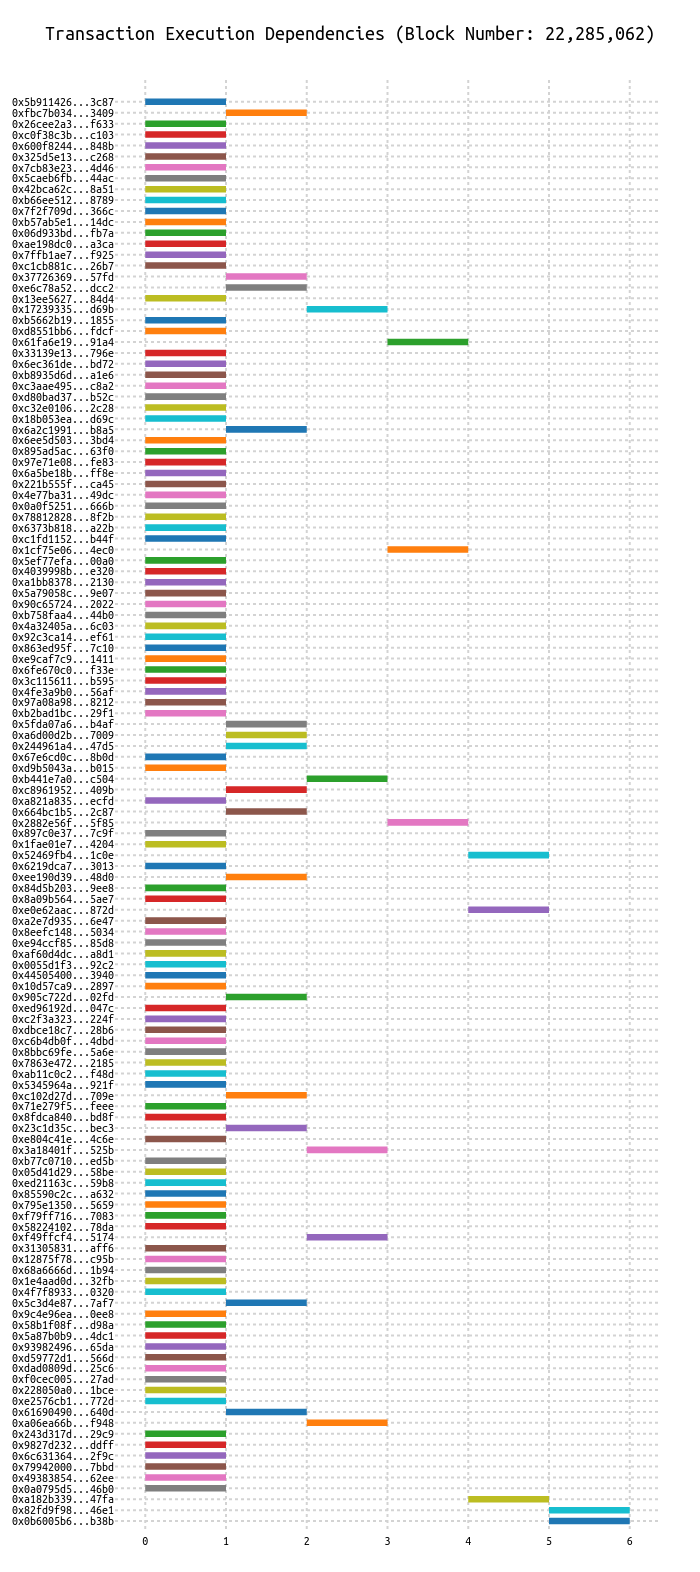 Transaction Execution Dependencies (Block Number: 22,285,062)
0x5b911426...3c87
0xfbc7b034...3409
0x26cee2a3...f633
0xc0f38c3b...c103
0x600f8244...848b
0x325d5e13...c268
0x7cb83e23...4d46
0x5caeb6fb...44ac
0x42bca62c...8a51
0xb66ee512...8789
0x7f2f709d...366c
0xb57ab5e1...14dc
0x06d933bd...fb7a
0xae198dc0...a3ca
0x7ffb1ae7...f925
0xc1cb881c...26b7
0x37726369...57fd
0xe6c78a52...dcc2
0x13ee5627...84d4
0x17239335...d69b
0xb5662b19...1855
0xd8551bb6...fdcf
0x61fa6e19...91a4
0x33139e13...796e
0x6ec361de...bd72
0xb8935d6d...a1e6
0xc3aae495...c8a2
0xd80bad37...b52c
0xc32e0106...2c28
0x18b053ea...d69c
0x6a2c1991...b8a5
0x6ee5d503...3bd4
0x895ad5ac...63f0
0x97e71e08...fe83
0x6a5be18b...ff8e
0x221b555f...ca45
0x4e77ba31...49dc
0x0a0f5251...666b
0x78812828...8f2b
0x6373b818...a22b
0xc1fd1152...b44f
0x1cf75e06...4ec0
0x5ef77efa...00a0
0x4039998b...e320
0xa1bb8378...2130
0x5a79058c...9e07
0x90c65724...2022
0xb758faa4...44b0
0x4a32405a...6c03
0x92c3ca14...ef61
0x863ed95f...7c10
0xe9caf7c9...1411
0x6fe670c0...f33e
0x3c115611...b595
0x4fe3a9b0...56af
0x97a08a98...8212
0xb2bad1bc...29f1
0x5fda07a6...b4af
0xa6d00d2b...7009
0x244961a4...47d5
0x67e6cd0c...8b0d
0xd9b5043a...b015
0xb441e7a0...c504
0xc8961952...409b
0xa821a835...ecfd
0x664bc1b5...2c87
0x2882e56f...5f85
0x897c0e37...7c9f
0x1fae01e7...4204
0x52469fb4...1c0e
0x6219dca7...3013
0xee190d39...48d0
0x84d5b203...9ee8
0x8a09b564...5ae7
0xe0e62aac...872d
0xa2e7d935...6e47
0x8eefc148...5034
0xe94ccf85...85d8
0xaf60d4dc...a8d1
0x0055d1f3...92c2
0x44505400...3940
0x10d57ca9...2897
0x905c722d...02fd
0xed96192d...047c
0xc2f3a323...224f
0xdbce18c7...28b6
0xc6b4db0f...4dbd
0x8bbc69fe...5a6e
0x7863e472...2185
0xab11c0c2...f48d
0x5345964a...921f
0xc102d27d...709e
0x71e279f5...feee
0x8fdca840...bd8f
0x23c1d35c...bec3
0xe804c41e...4c6e
0x3a18401f...525b
0xb77c0710...ed5b
0x05d41d29...58be
0xed21163c...59b8
0x85590c2c...a632
0x795e1350...5659
0xf79ff716...7083
0x58224102...78da
0xf49ffcf4...5174
0x31305831...aff6
0x12875f78...c95b
0x68a6666d...1b94
0x1e4aad0d...32fb
0x4f7f8933...0320
0x5c3d4e87...7af7
0x9c4e96ea...0ee8
0x58b1f08f...d98a
0x5a87b0b9...4dc1
0x93982496...65da
0xd59772d1...566d
0xdad0809d...25c6
0xf0cec005...27ad
0x228050a0...1bce
0xe2576cb1...772d
0x61690490...640d
0xa06ea66b...f948
0x243d317d...29c9
0x9827d232...ddff
0x6c631364...2f9c
0x79942000...7bbd
0x49383854...62ee
0x0a0795d5...46b0
0xa182b339...47fa
0x82fd9f98...46e1
0x0b6005b6...b38b
0 1 2 3 4 5 6